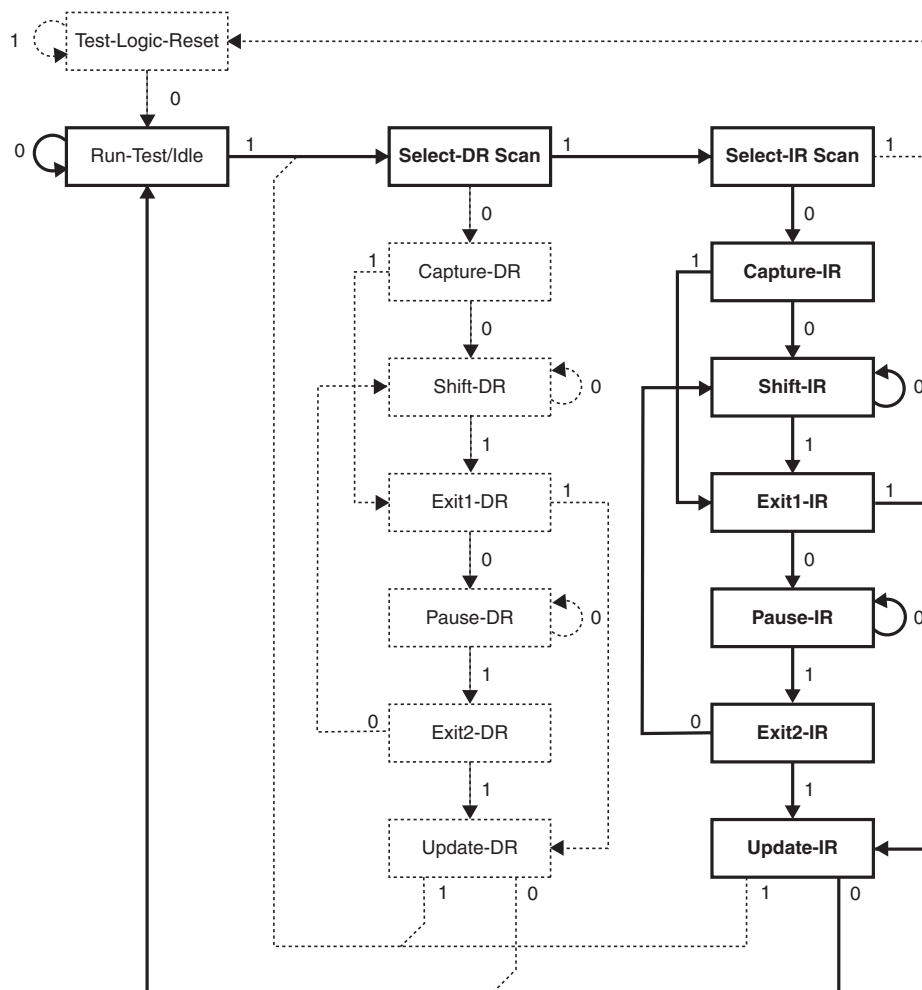 1
Test-Logic-Reset
0
0
Run-Test/Idle
1
Select-DR Scan
1
Select-IR Scan
1
0
0
1
Capture-DR
1
Capture-IR
0
0
Shift-DR
0
Shift-IR
0
1
1
Exit1-DR
1
Exit1-IR
1
0
0
Pause-DR
0
Pause-IR
0
1
1
0
Exit2-DR
0
Exit2-IR
1
1
Update-DR
Update-IR
1
0
1
0